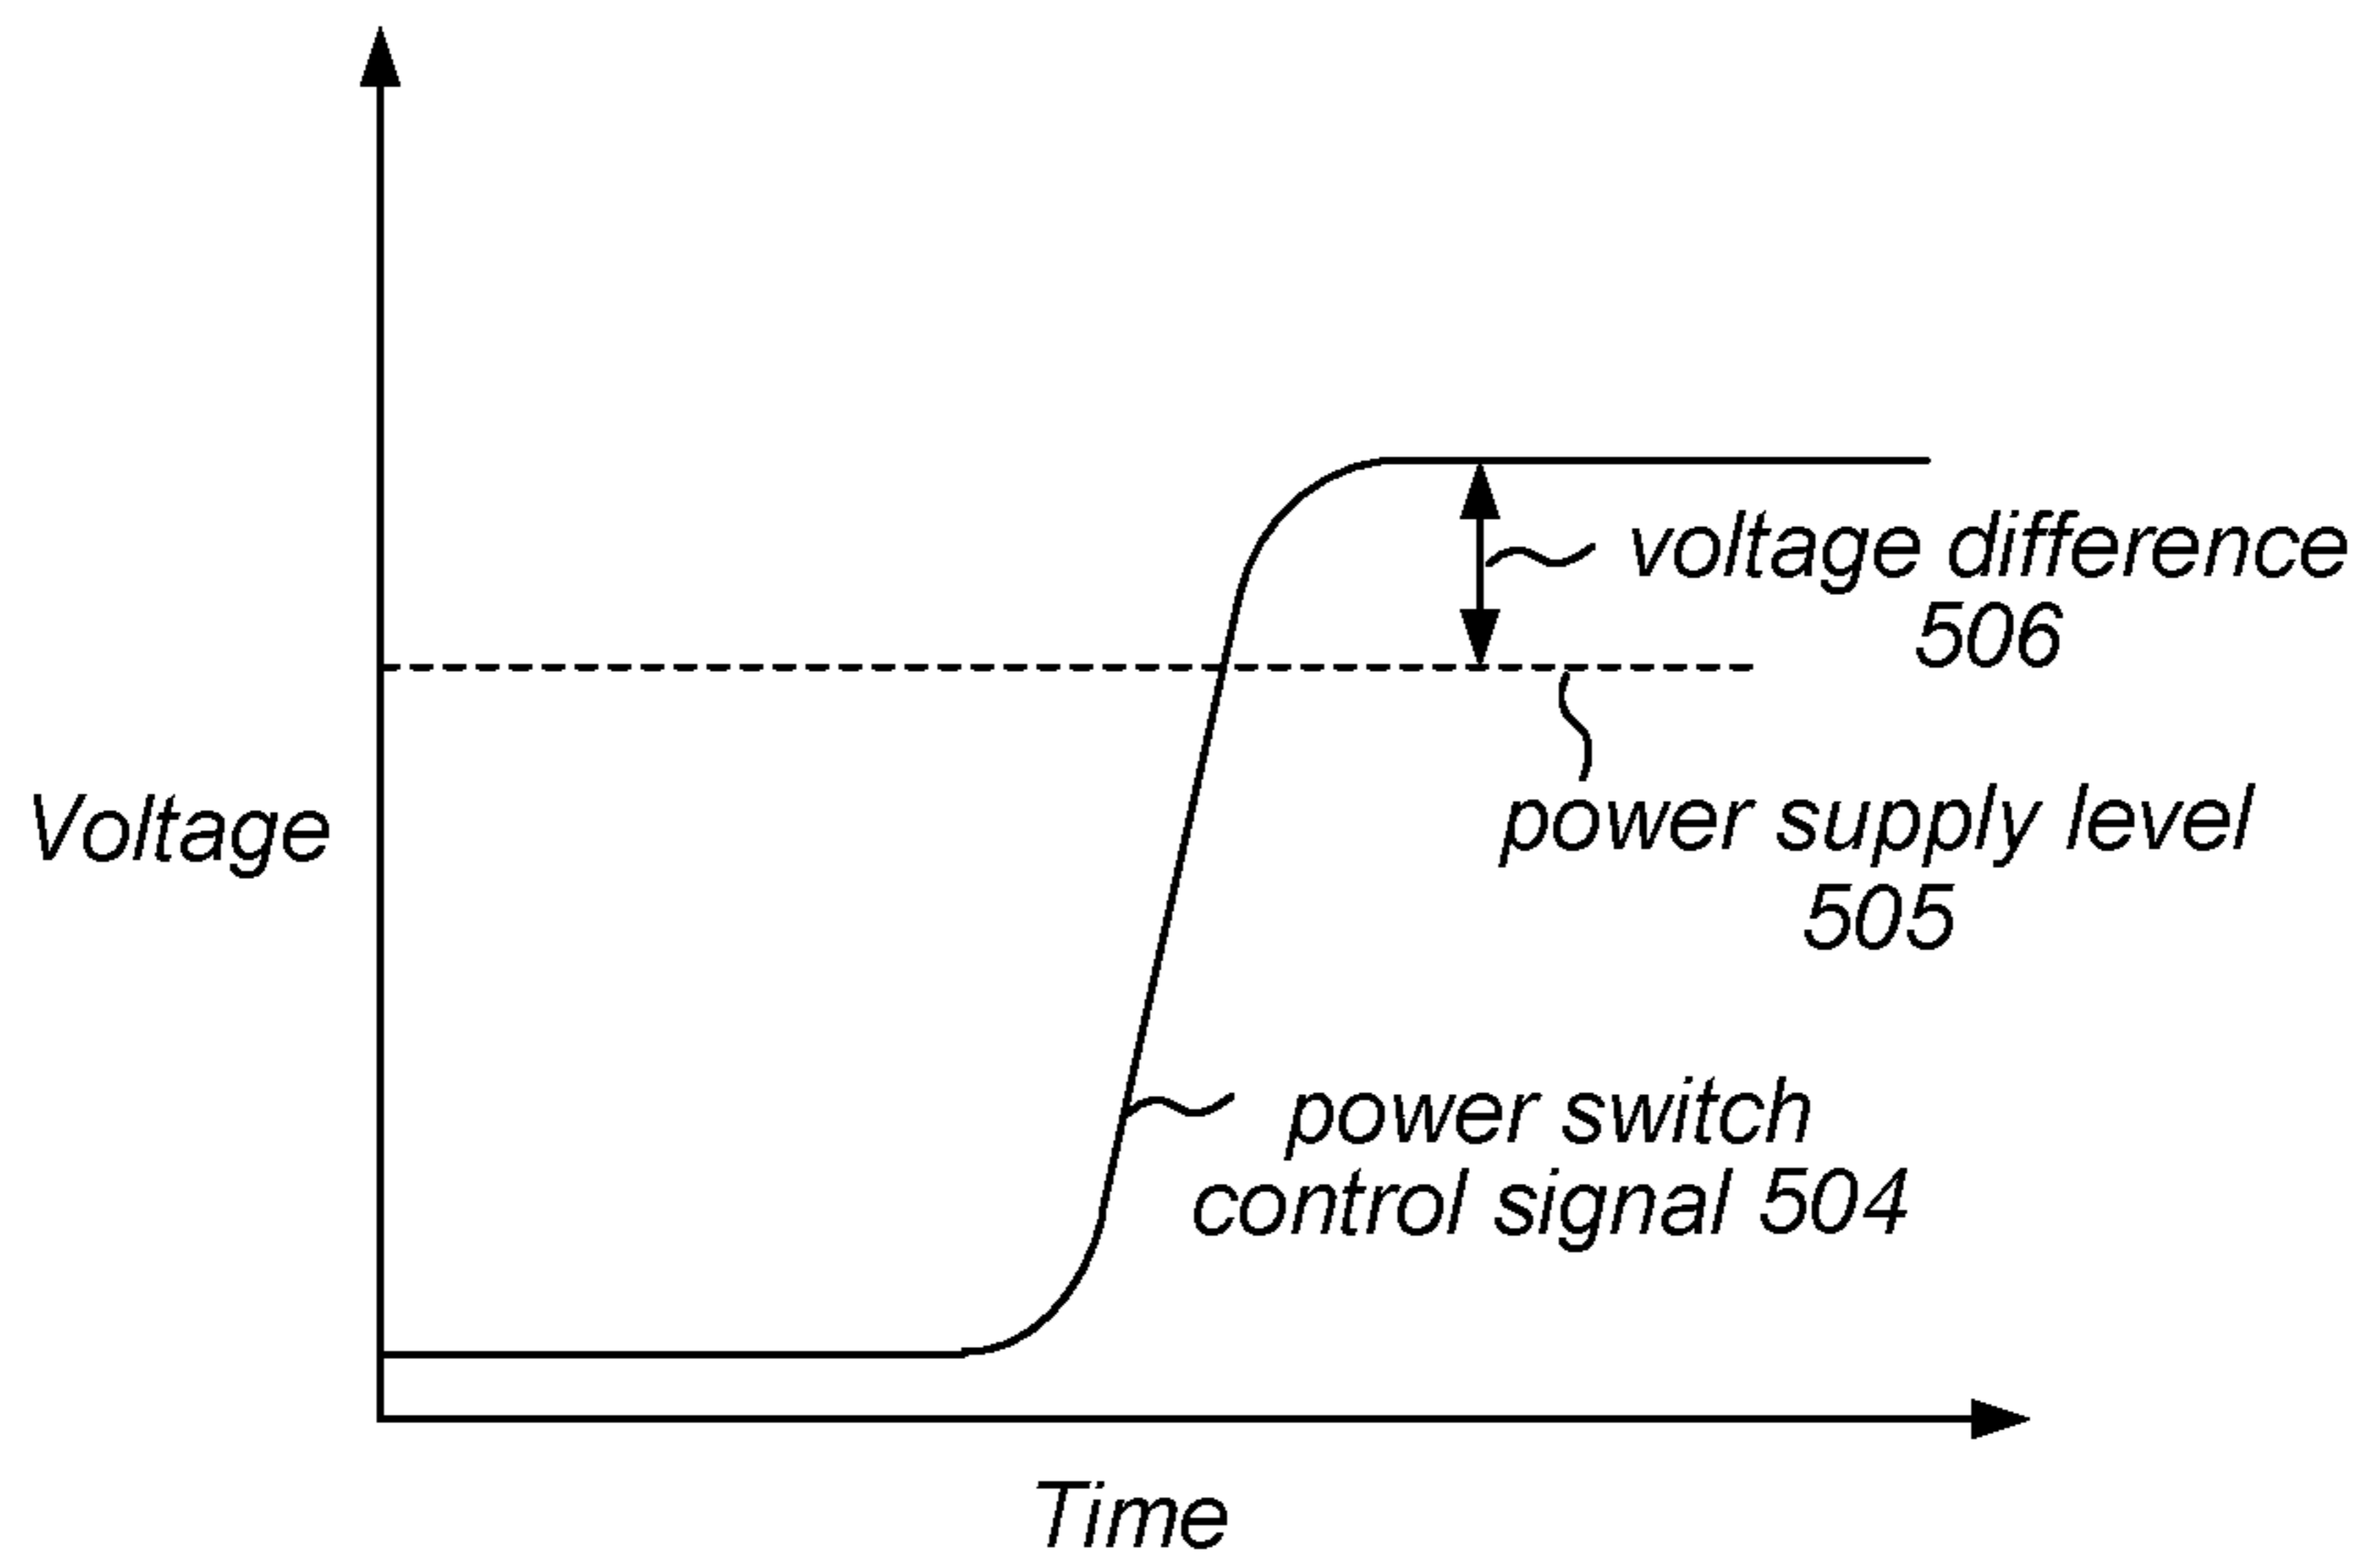 voltage difference
506
Voltage
power supply level
505
power switch
control signal 504
Time